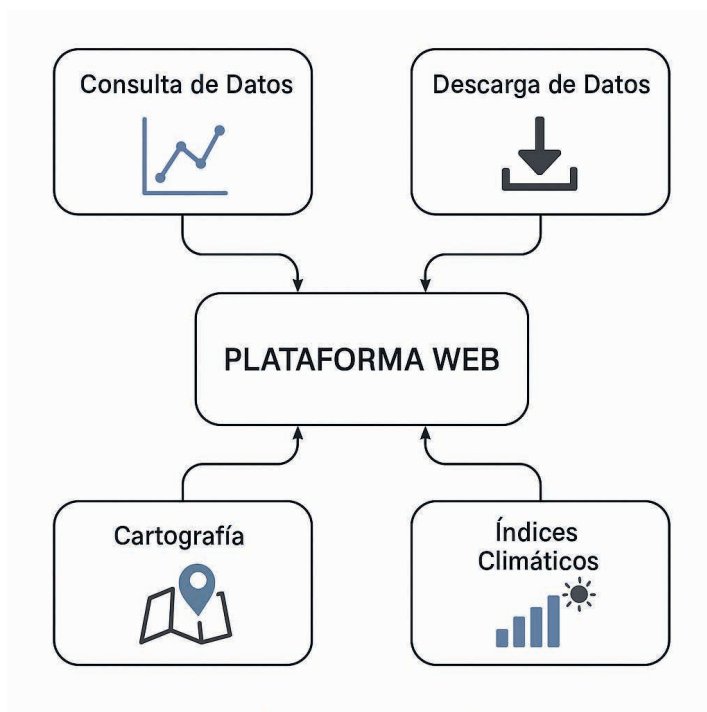 Consulta de Datos
Descarga de Datos
PLATAFORMA WEB
Cartografía
Índices
Climáticos